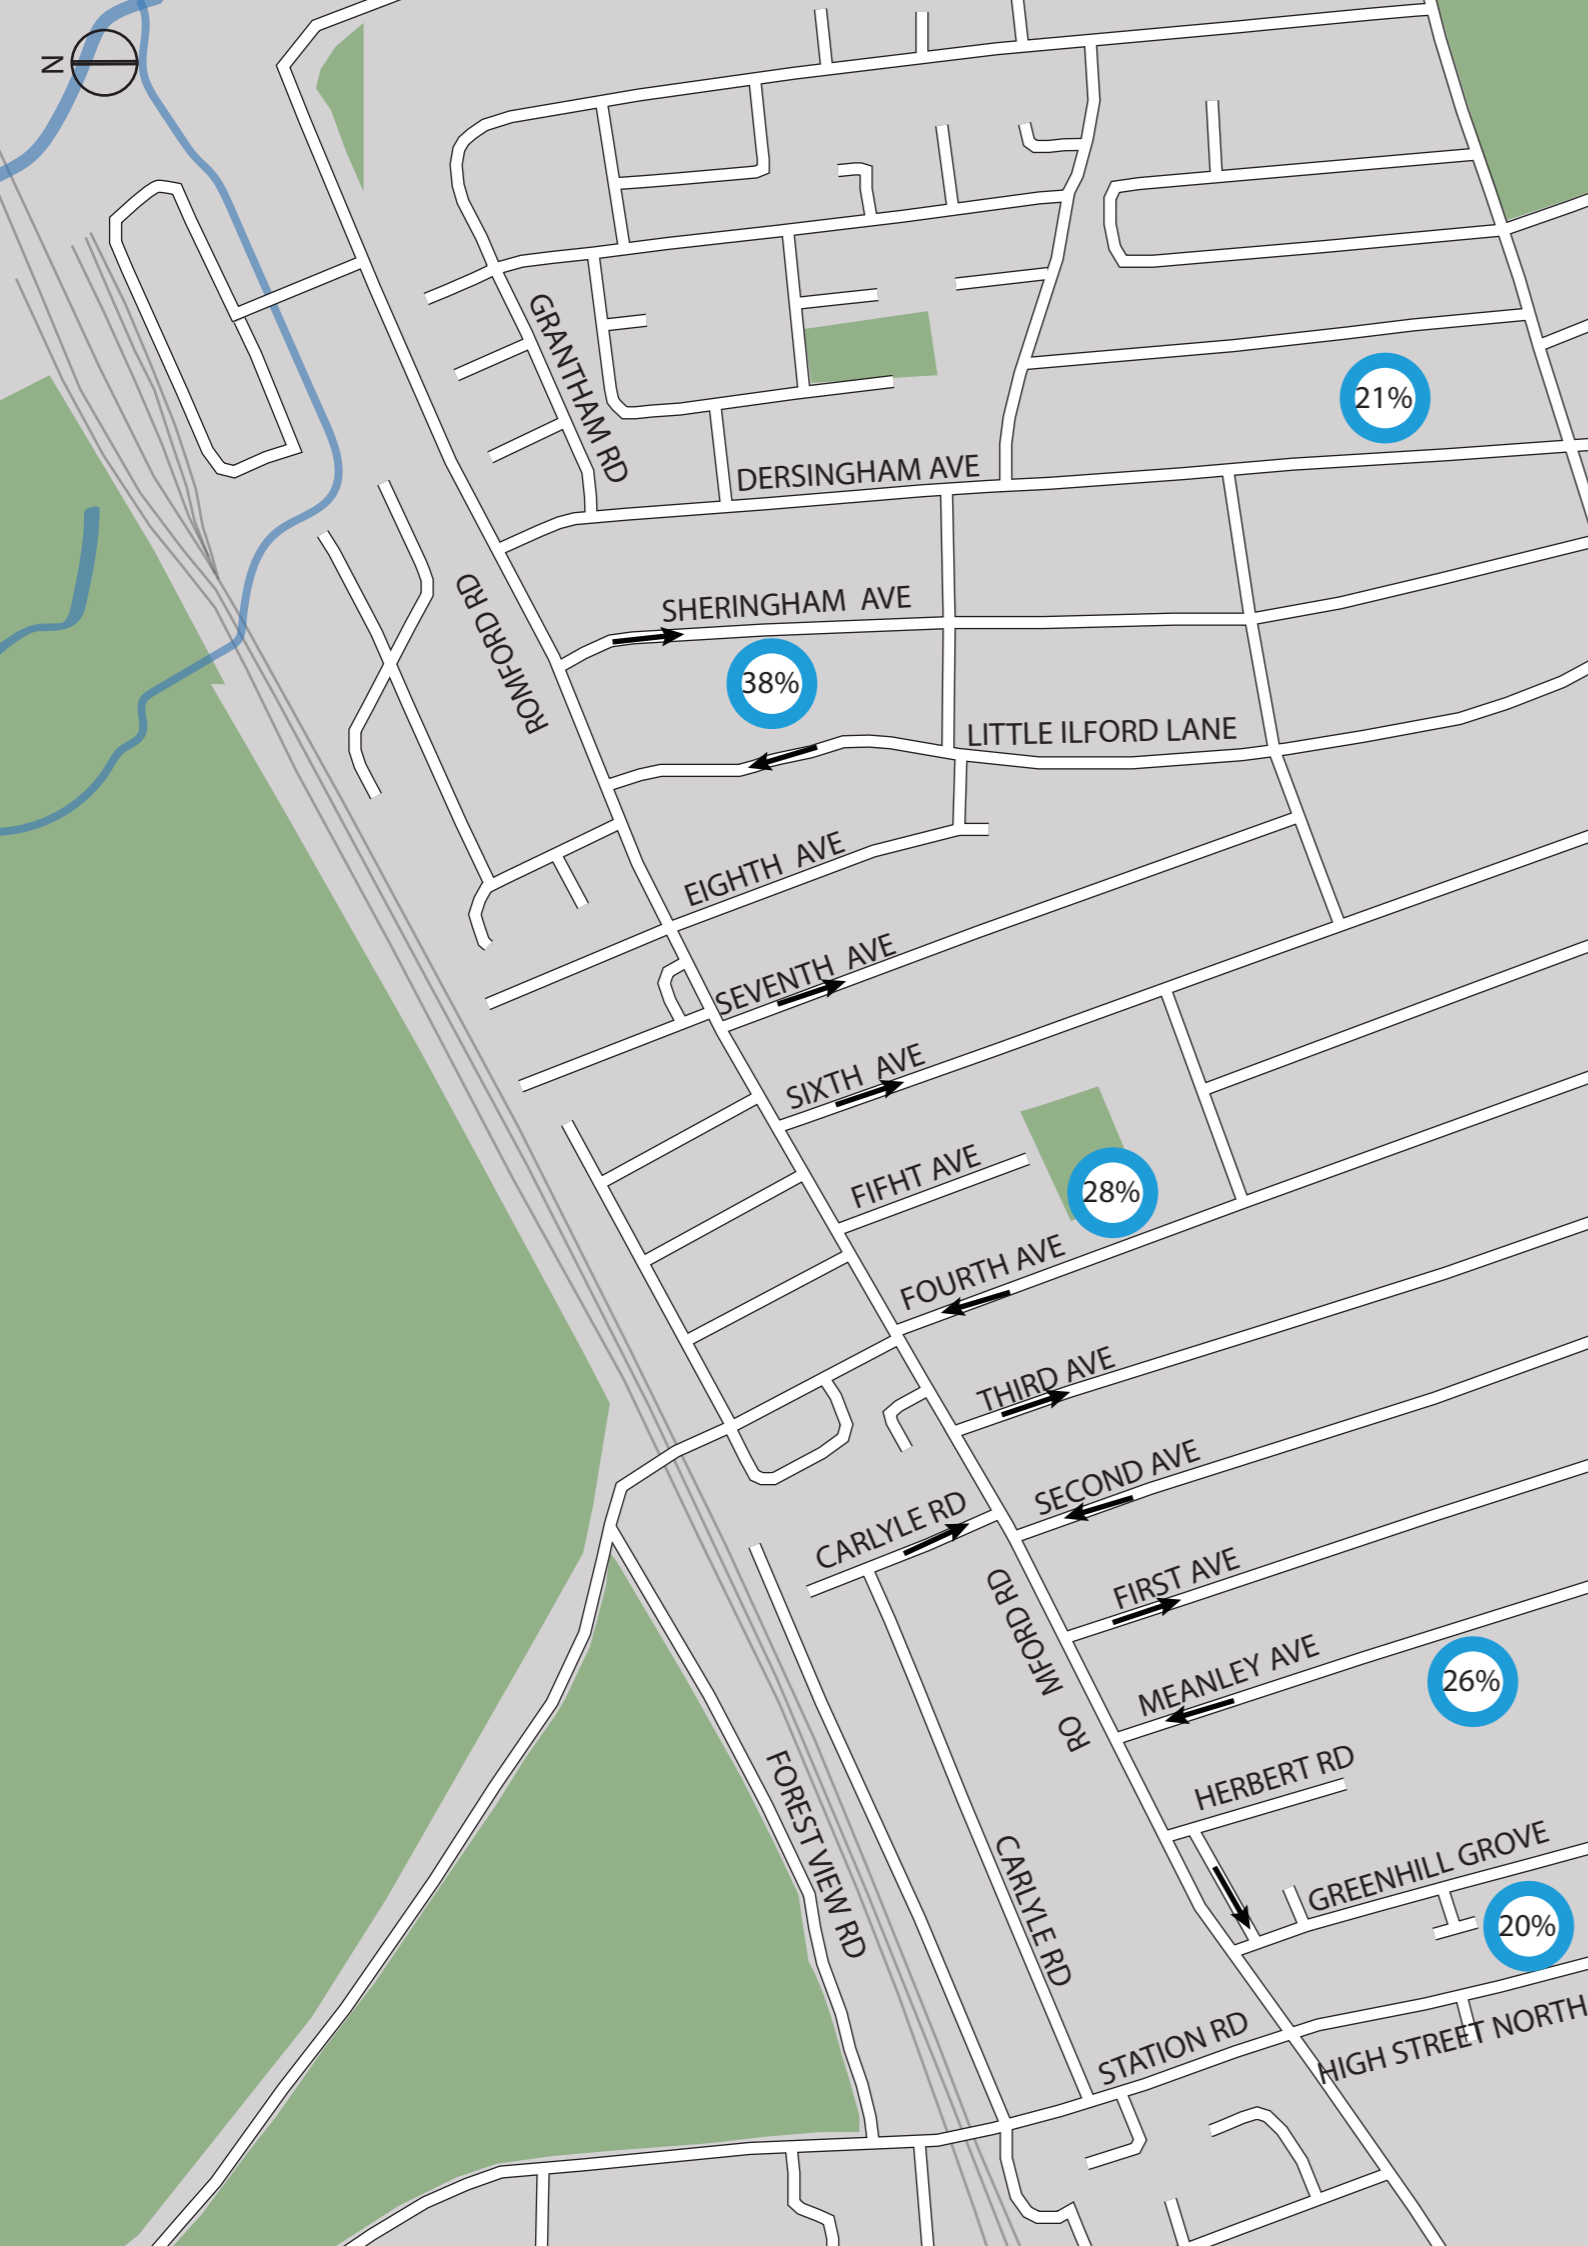 N
GRANTHAM RD
21%
DERSINGHAM AVE
ROMFORD RD
SHERINGHAM AVE
38%
LITTLE ILFORD LANE
EIGHTH AVE
SEVENTH AVE
SIXTH AVE
FIFHT AVE
28%
FOURTH AVE
THIRD AVE
SECOND AVE
CARLYLE RD
FIRST AVE
RO MFORD RD
MEANLEY AVE
26%
HERBERT RD
FOREST VIEW RD
CARLYLE RD
GREENHILL GROVE
20%
STATION RD
HIGH STREET NORTH